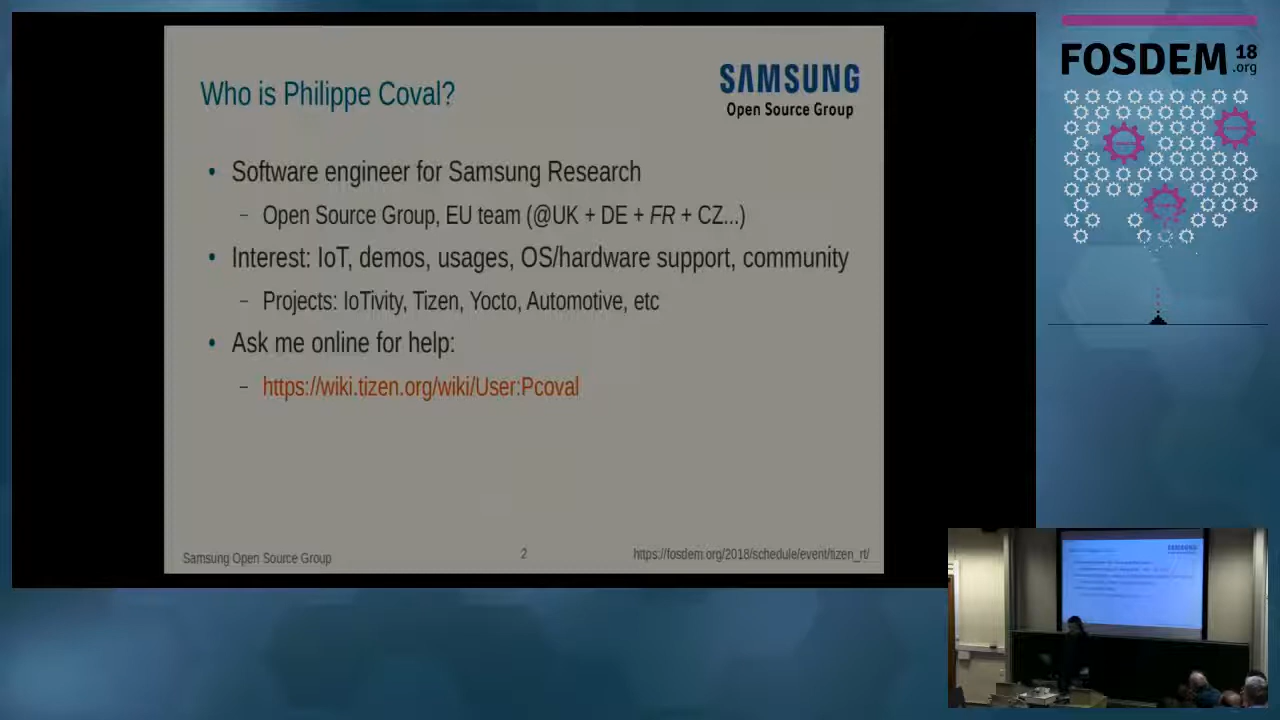 Who is Philippe Coval?
SAMSUNG
Open Source Group
• Software engineer for Samsung Research
– Open Source Group, EU team (@UK + DE + FR + CZ...)
• Interest: IoT, demos, usages, OS/hardware support, community
– Projects: IoTivity, Tizen, Yocto, Automotive, etc
• Ask me online for help:
– https://wiki.tizen.org/wiki/User:Pcoval
Samsung Open Source Group
2
https://fosdem.org/2018/schedule/event/tizen_rt/
FOSDEM 18
.org
SAMSUNG